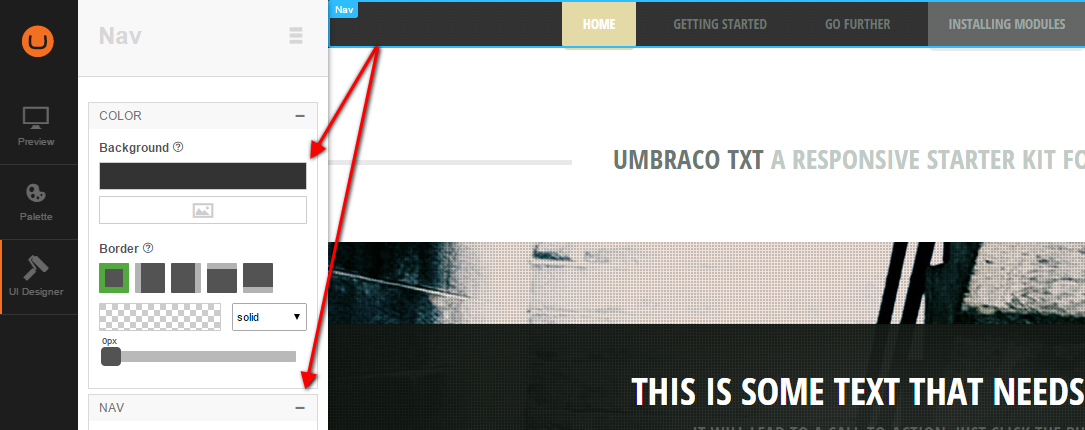 Nav
Preview
Palette
UI Designer
COLOR
Background
Border
solid
0px
NAV
Nav
HOME
GETTING STARTED
GO FURTHER
INSTALLING MODULES
UMBRACO TXT A RESPONSIVE STARTER KIT FO
THIS IS SOME TEXT THAT NEEDS
IT WILL LEAD TO A CALL TO ACTION. JUST CLICK THE BU